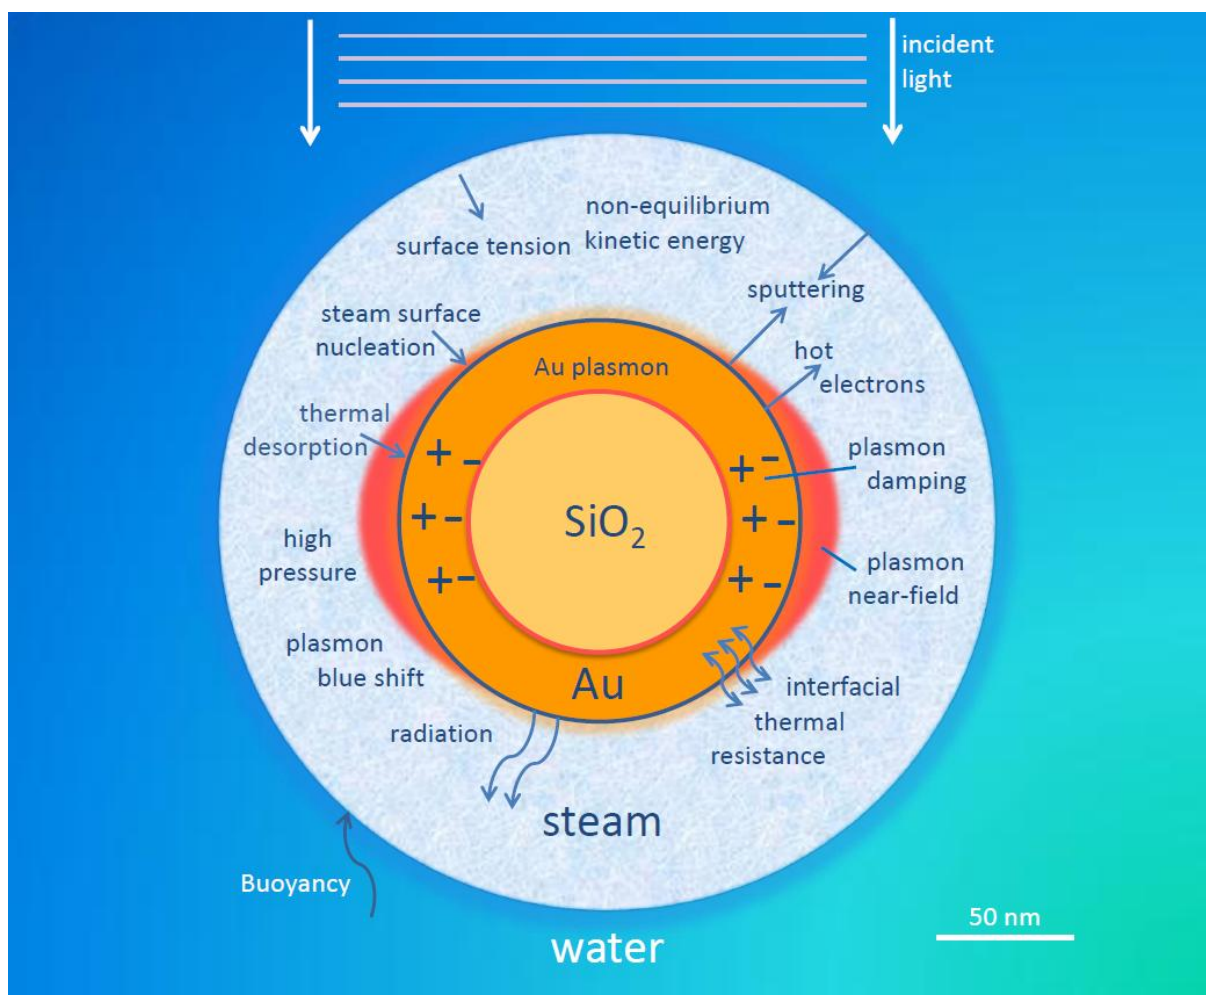 incident
light
non-equilibrium
kinetic energy
surface tension
sputtering
steam surface
nucleation
hot
electrons
Au plasmon
thermal
desorption
+ -
+ -
plasmon
damping
SiO₂
+ -
+ -
high
pressure
plasmon
near-field
+ -
+ -
plasmon
blue shift
Au
interfacial
thermal
resistance
radiation
steam
Buoyancy
50 nm
water